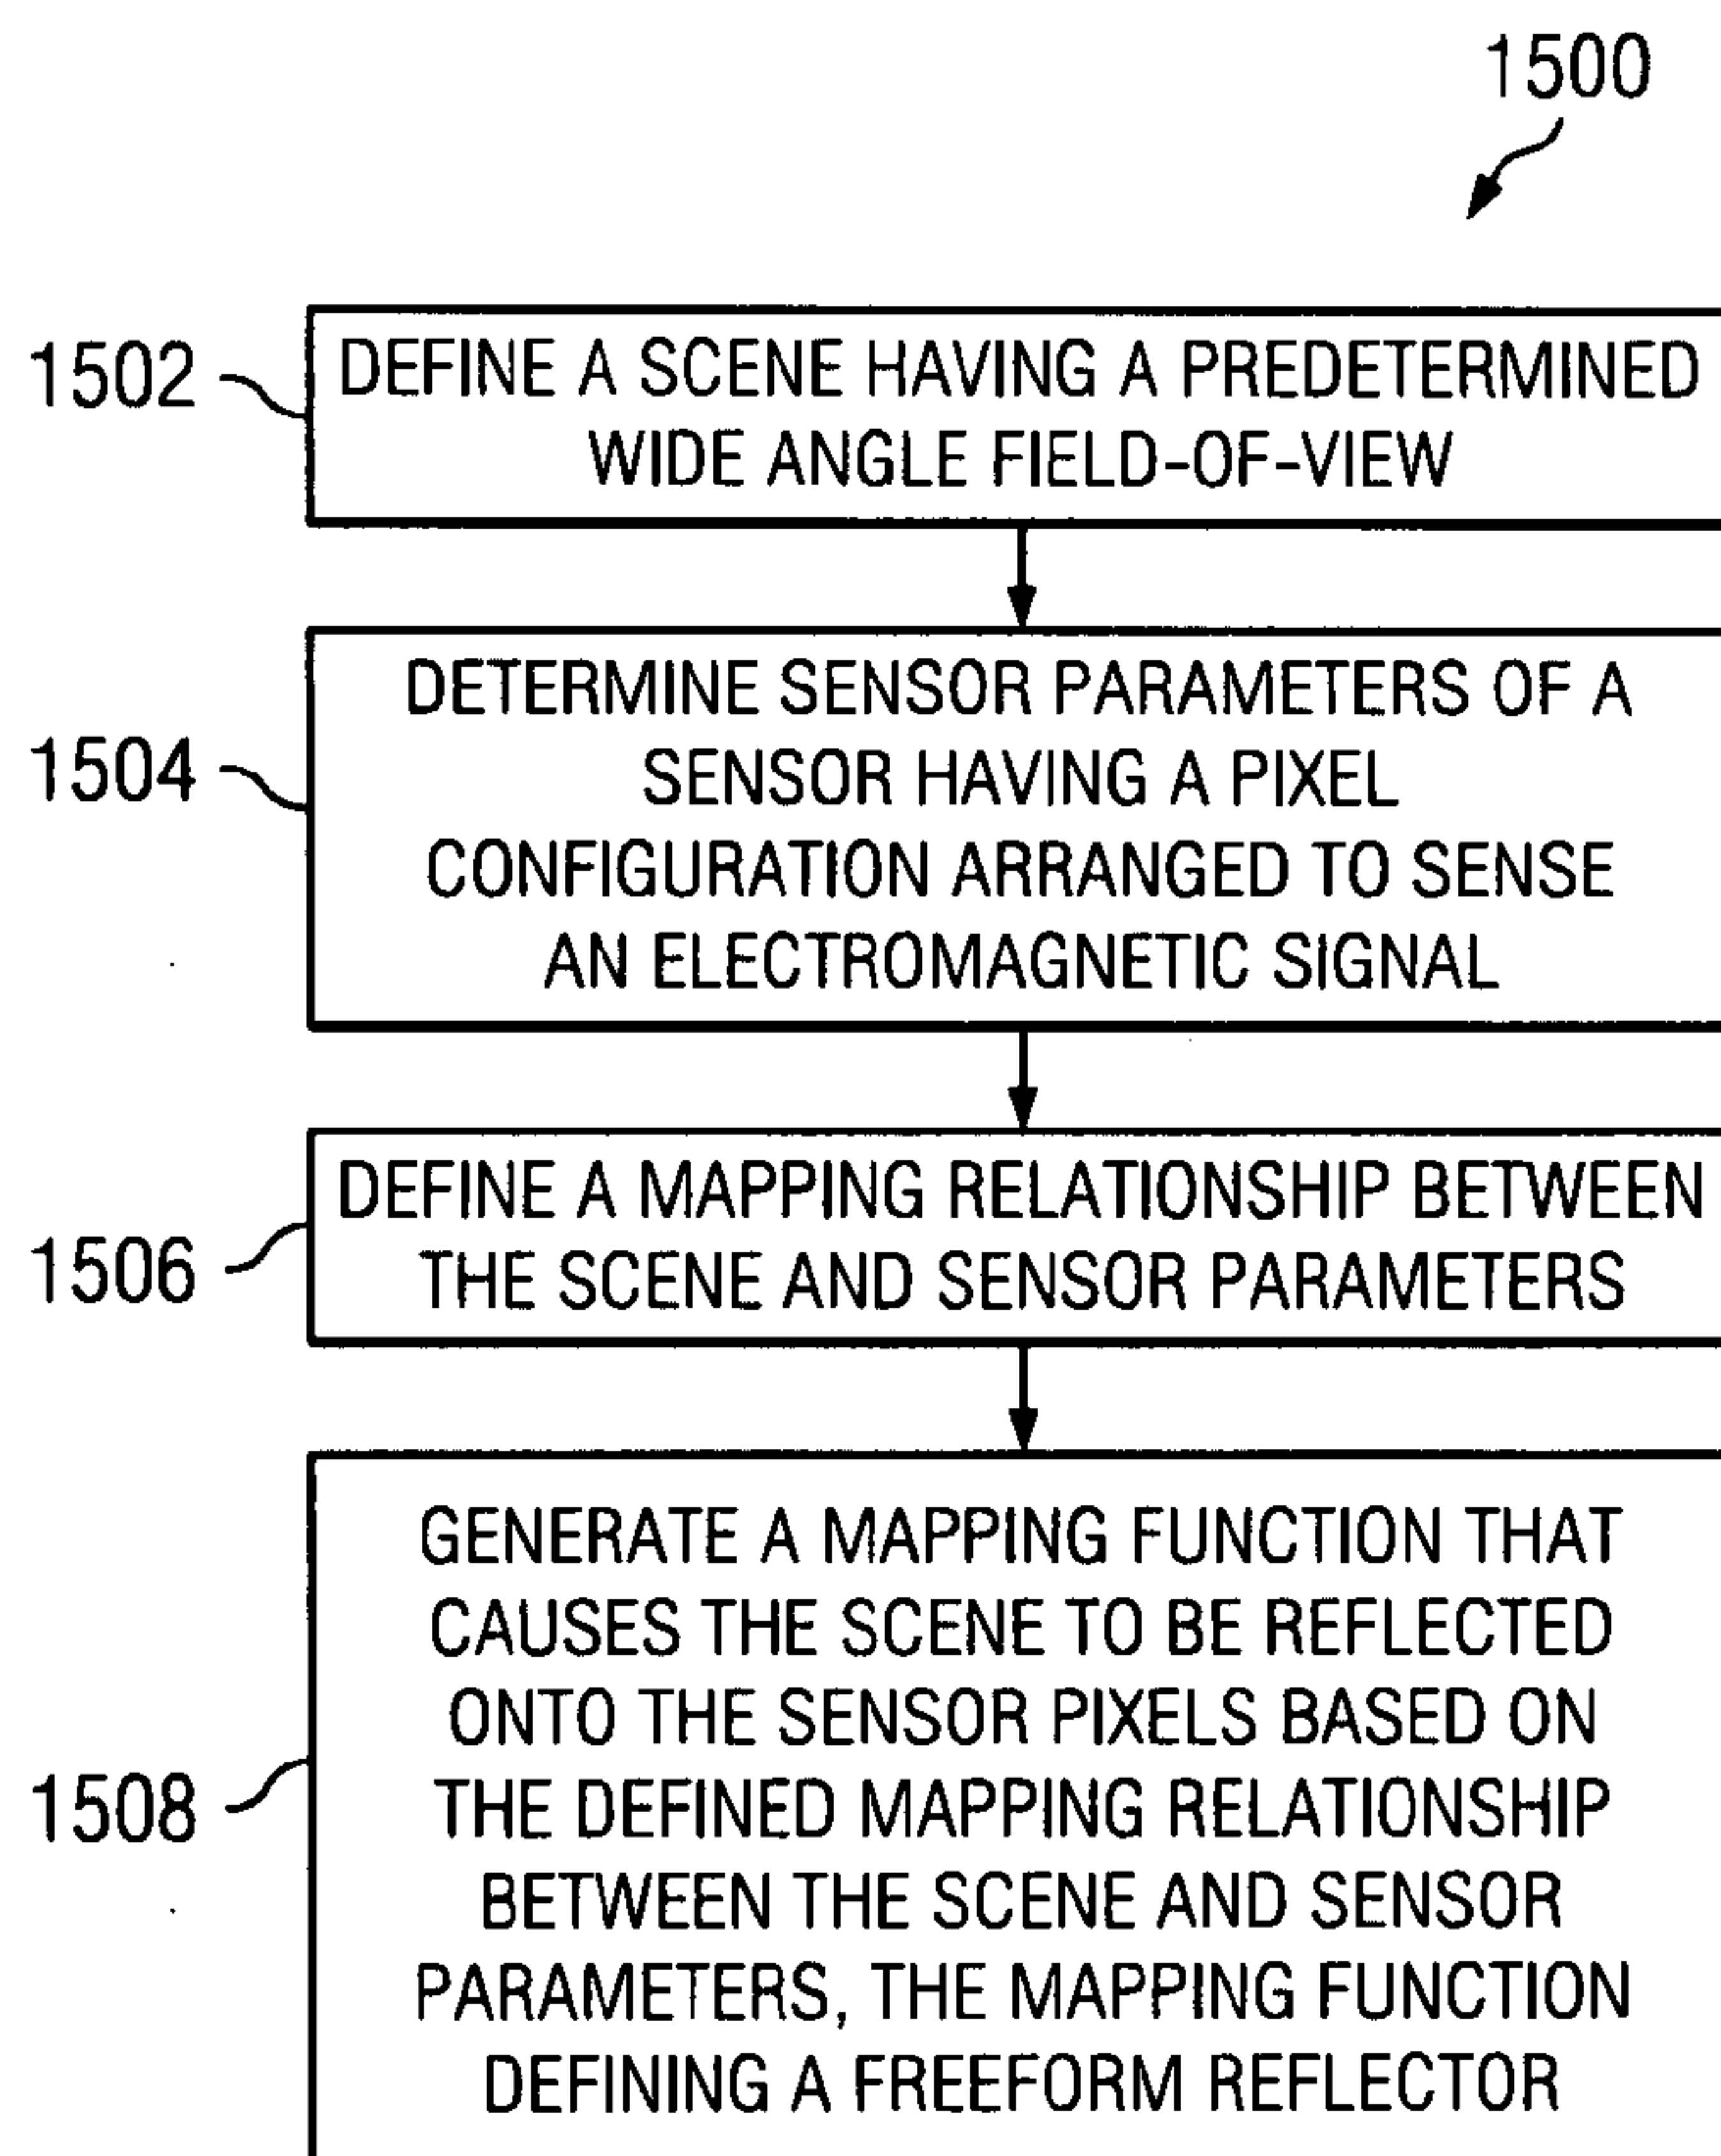 1500
1502
DEFINE A SCENE HAVING A PREDETERMINED
WIDE ANGLE FIELD-OF-VIEW
1504
DETERMINE SENSOR PARAMETERS OF A
SENSOR HAVING A PIXEL
CONFIGURATION ARRANGED TO SENSE
AN ELECTROMAGNETIC SIGNAL
1506
DEFINE A MAPPING RELATIONSHIP BETWEEN
THE SCENE AND SENSOR PARAMETERS
1508
GENERATE A MAPPING FUNCTION THAT
CAUSES THE SCENE TO BE REFLECTED
ONTO THE SENSOR PIXELS BASED ON
THE DEFINED MAPPING RELATIONSHIP
BETWEEN THE SCENE AND SENSOR
PARAMETERS, THE MAPPING FUNCTION
DEFINING A FREEFORM REFLECTOR